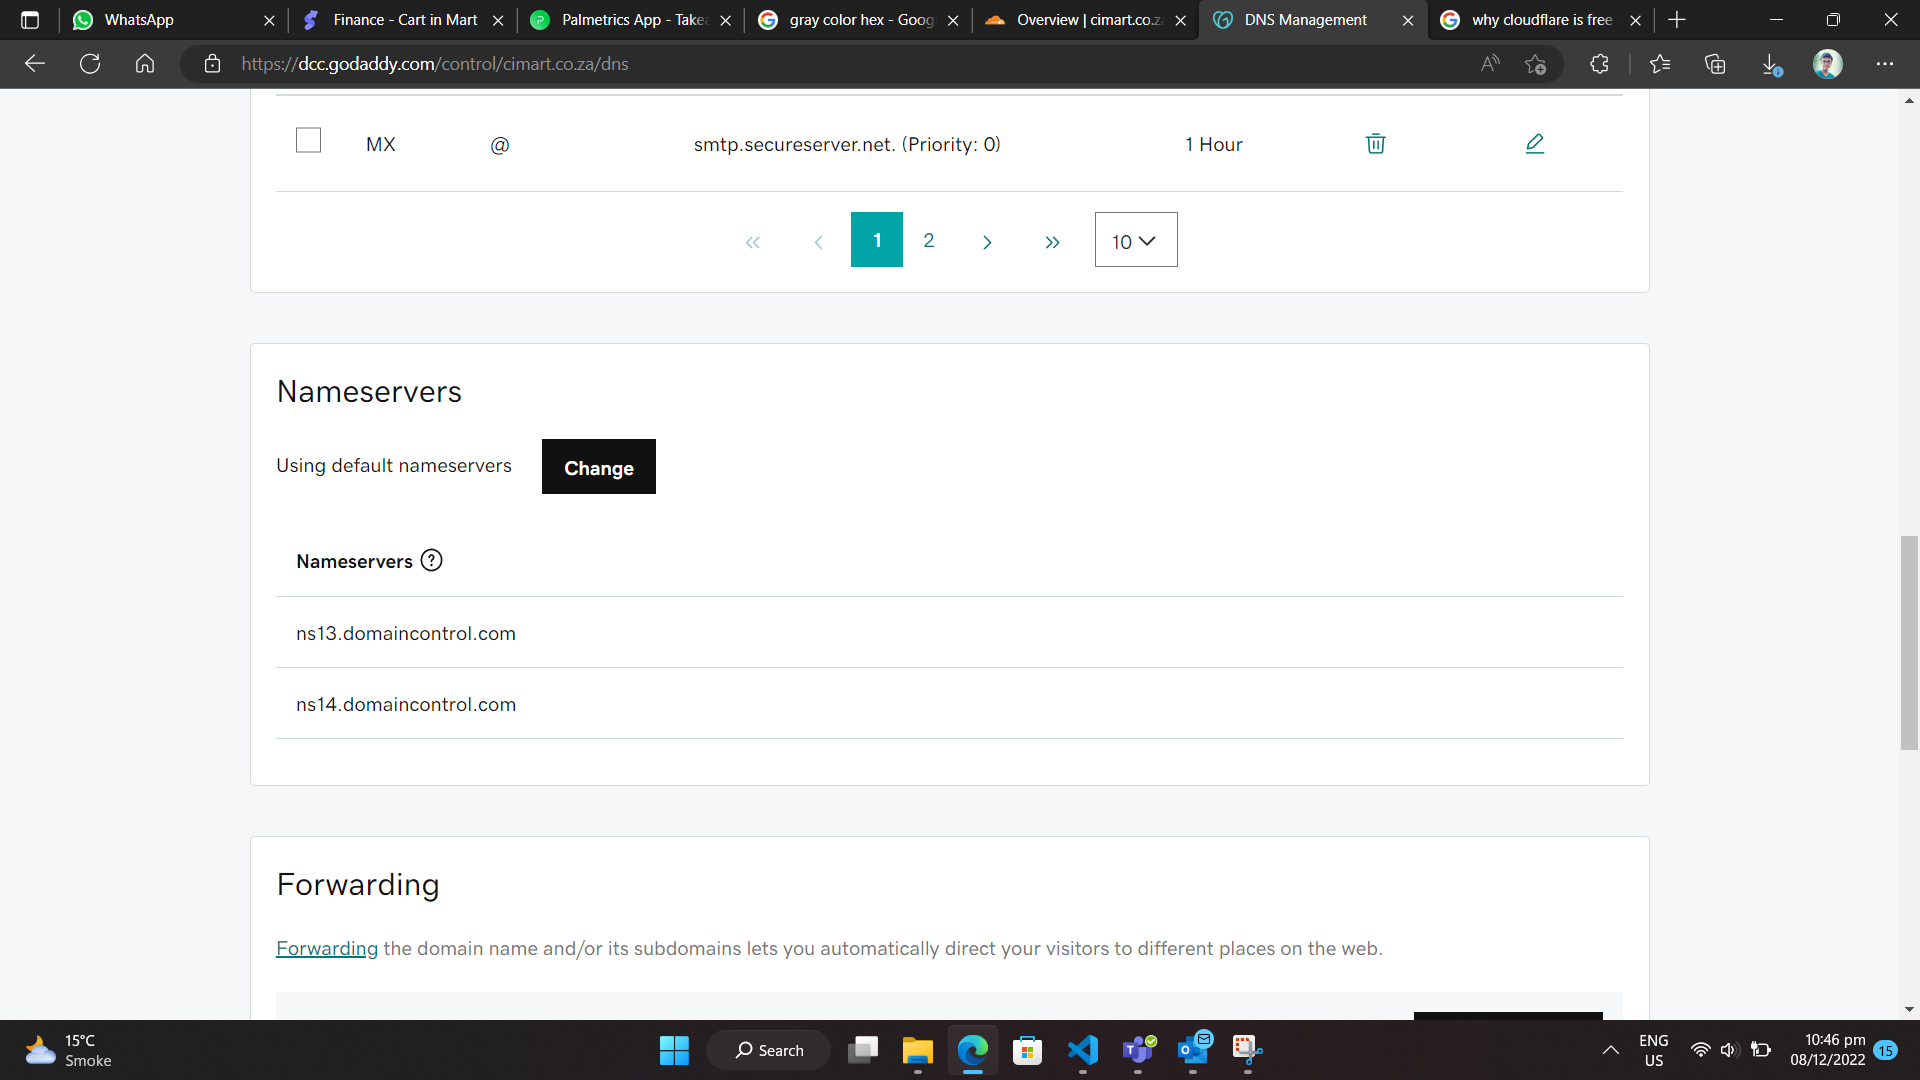 WhatsApp
Finance - Cart in Mart
Palmetrics App - Takea
gray color hex - Goog
Overview | cimart.co.za
DNS Management
why cloudflare is free
https://dcc.godaddy.com/control/cimart.co.za/dns
MX @ smtp.secureserver.net. (Priority: 0) 1 Hour
« ‹ 1 2 › » 10
Nameservers
Using default nameservers Change
Nameservers ?
ns13.domaincontrol.com
ns14.domaincontrol.com
Forwarding
Forwarding the domain name and/or its subdomains lets you automatically direct your visitors to different places on the web.
15°C
Smoke
Search
ENG
US
10:46 pm
08/12/2022
15